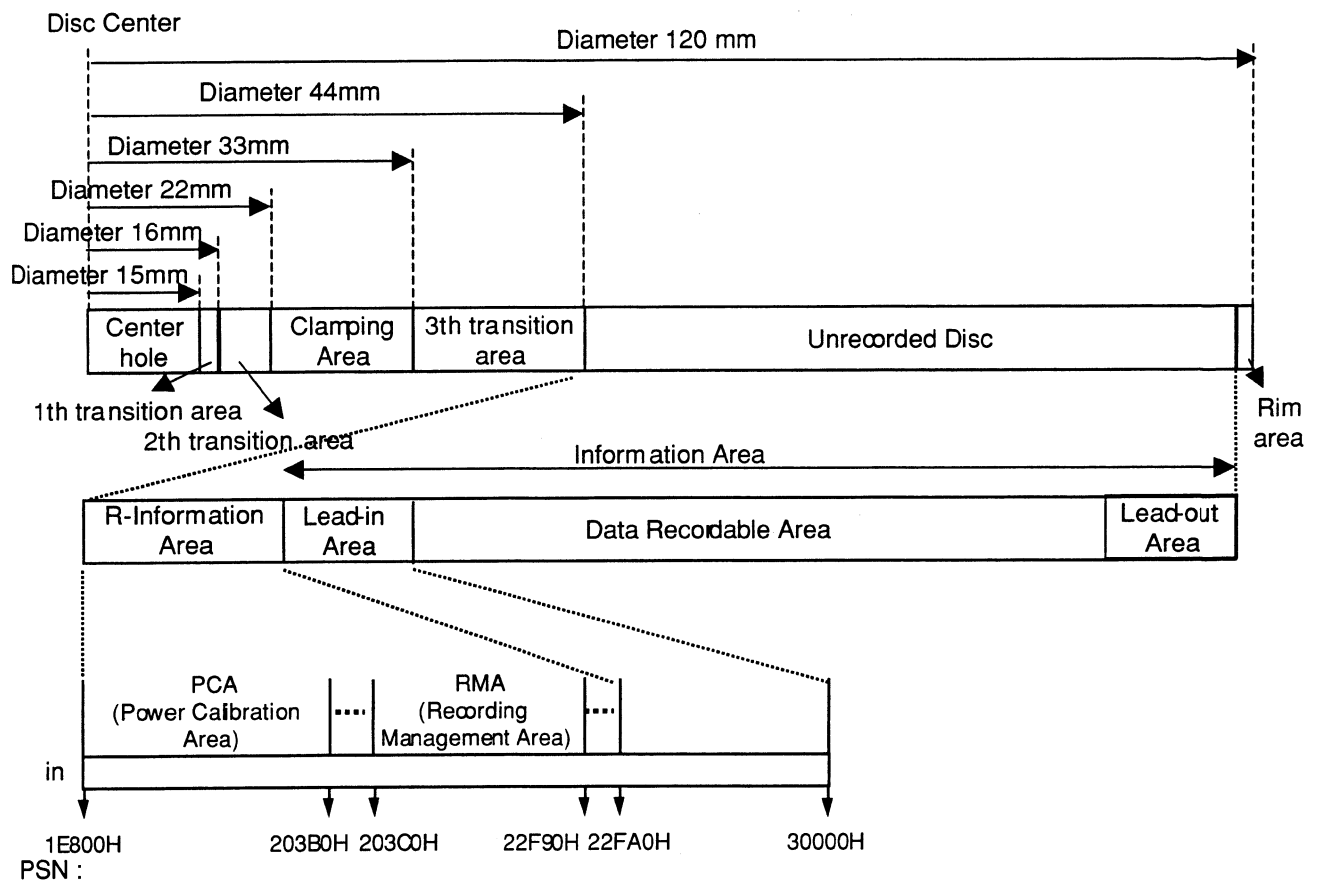 Disc Center
Diameter 120 mm
Diameter 44mm
Diameter 33mm
Diameter 22mm
Diameter 16mm
Diameter 15mm
Center
hole
Clamping
Area
3th transition
area
Unrecorded Disc
1th transition area
2th transition area
Rim
area
Information Area
R-Information
Area
Lead-in
Area
Data Recordable Area
Lead-out
Area
PCA
(Power Calibration
Area)
RMA
(Recording
Management Area)
in
1E800H
203B0H
203C0H
22F90H
22FA0H
30000H
PSN :